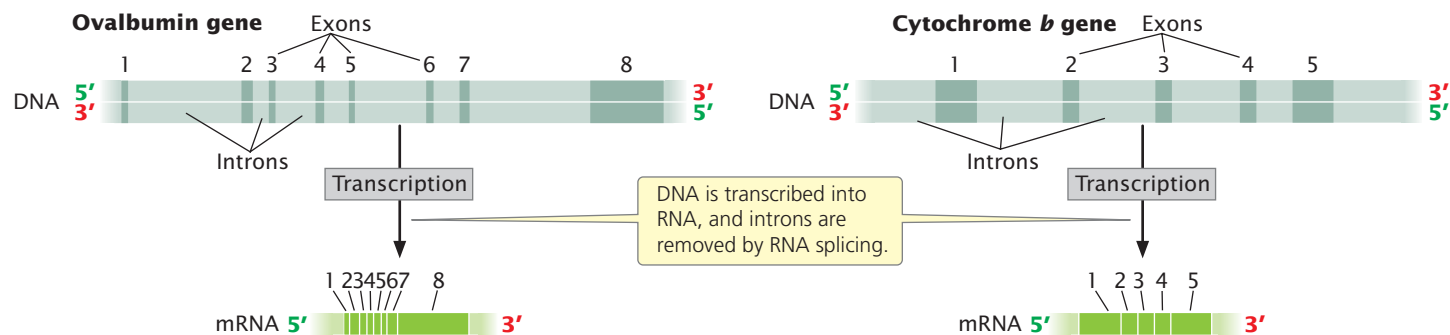 Ovalbumin gene
Exons
1 2 3 4 5 6 7 8
DNA
5′
3′
3′
5′
Introns
Transcription
1 2 3 4 5 6 7 8
mRNA 5′ 3′
Cytochrome b gene
Exons
1 2 3 4 5
DNA
5′
3′
3′
5′
Introns
Transcription
1 2 3 4 5
mRNA 5′ 3′
DNA is transcribed into
RNA, and introns are
removed by RNA splicing.